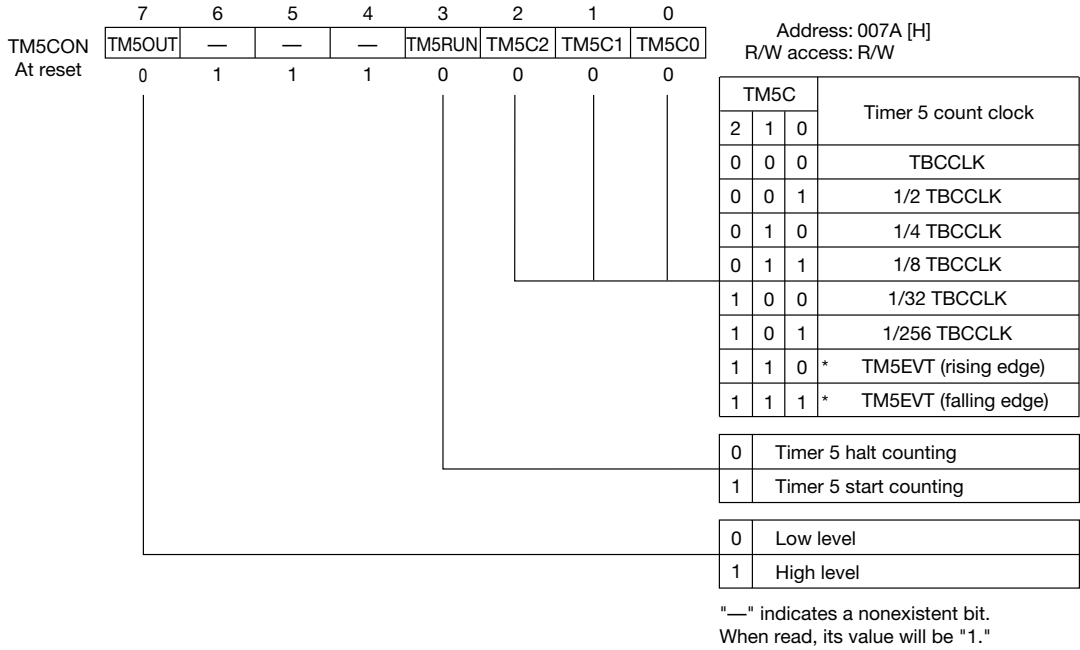 7 6 5 4 3 2 1 0
Address: 007A [H]
TM5CON TM5OUT — — — TM5RUN TM5C2 TM5C1 TM5C0
R/W access: R/W
At reset 0 1 1 1 0 0 0 0
TM5C Timer 5 count clock
2 1 0
0 0 0 TBCCLK
0 0 1 1/2 TBCCLK
0 1 0 1/4 TBCCLK
0 1 1 1/8 TBCCLK
1 0 0 1/32 TBCCLK
1 0 1 1/256 TBCCLK
1 1 0 * TM5EVT (rising edge)
1 1 1 * TM5EVT (falling edge)
0 Timer 5 halt counting
1 Timer 5 start counting
0 Low level
1 High level
"—" indicates a nonexistent bit.
When read, its value will be "1."